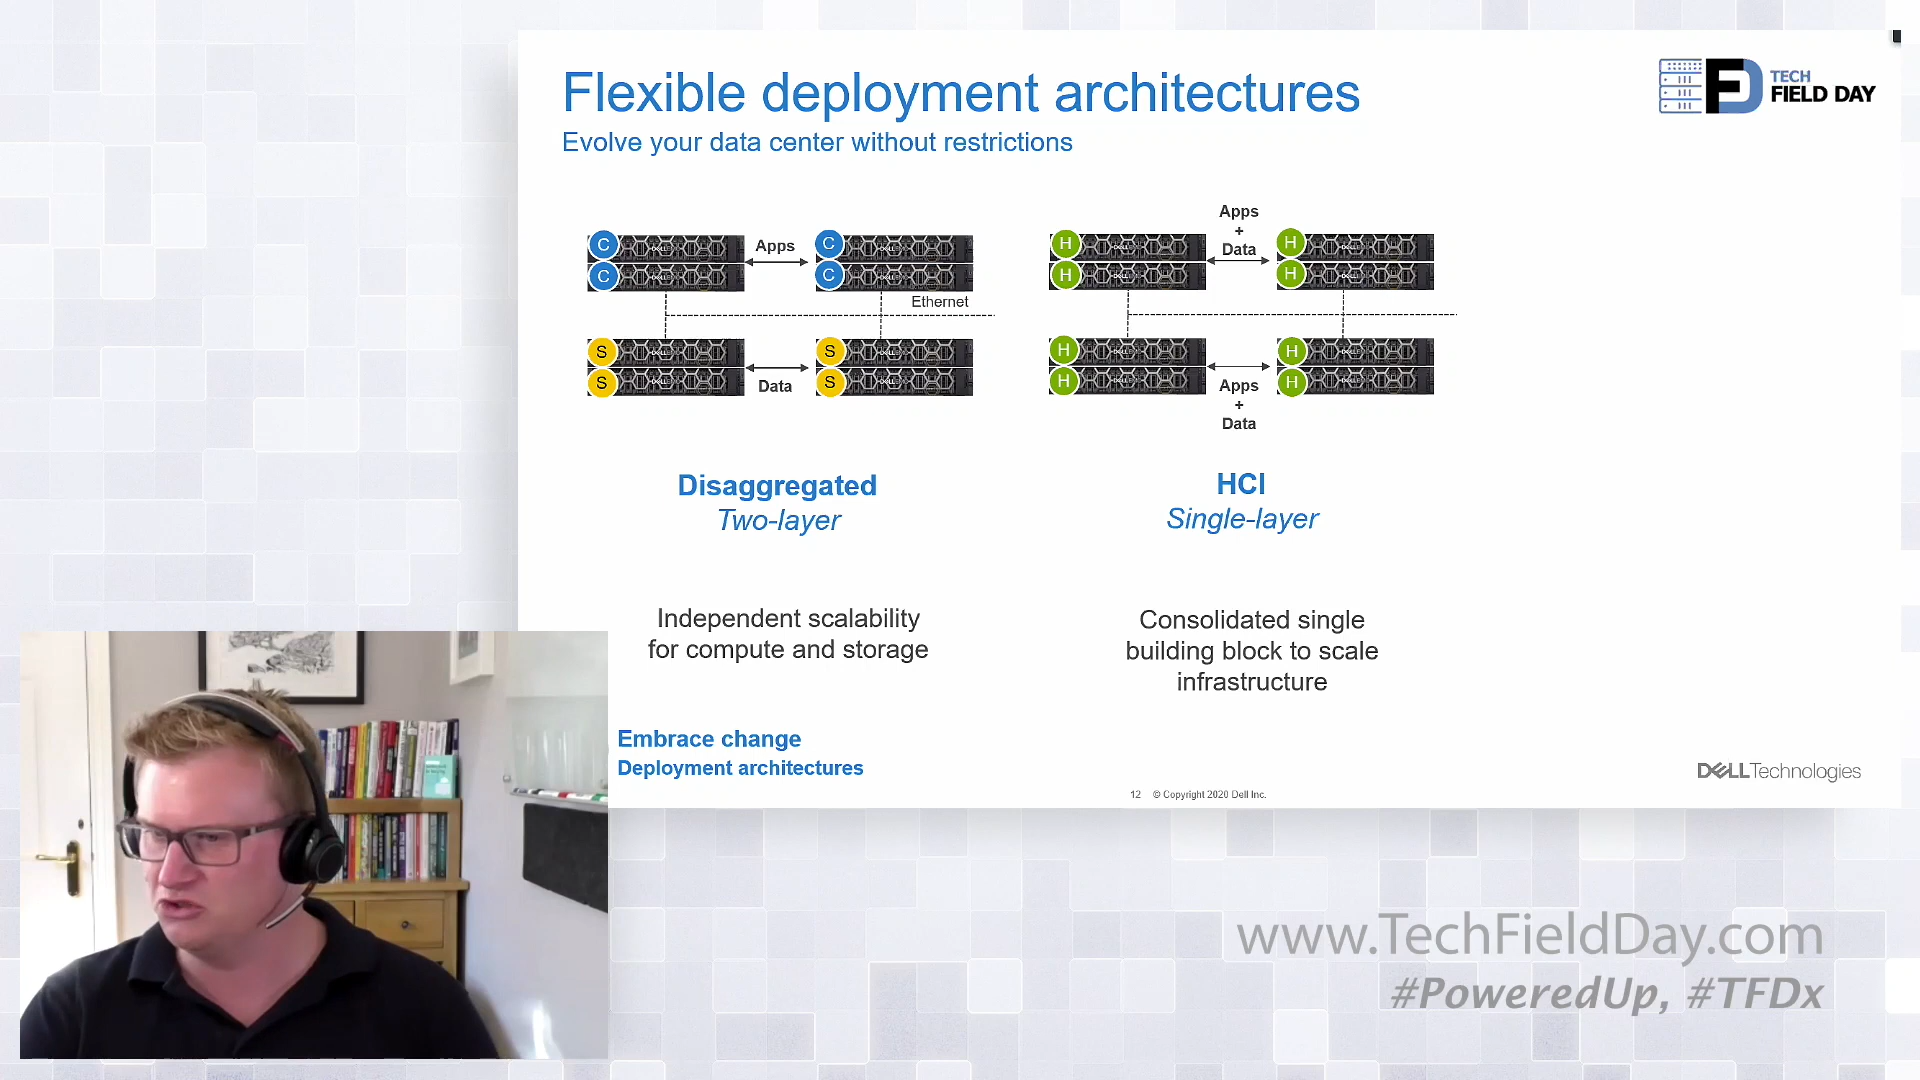 Flexible deployment architectures
Evolve your data center without restrictions
TECH
FIELD DAY
C
C
Apps
C
C
Ethernet
S
S
Data
S
S
H
H
Apps
+
Data
H
H
H
H
Apps
+
Data
H
H
Disaggregated
Two-layer
HCI
Single-layer
Independent scalability
for compute and storage
Consolidated single
building block to scale
infrastructure
Embrace change
Deployment architectures
12 © Copyright 2020 Dell Inc.
DELLTechnologies
www.TechFieldDay.com
#PoweredUp, #TFDx